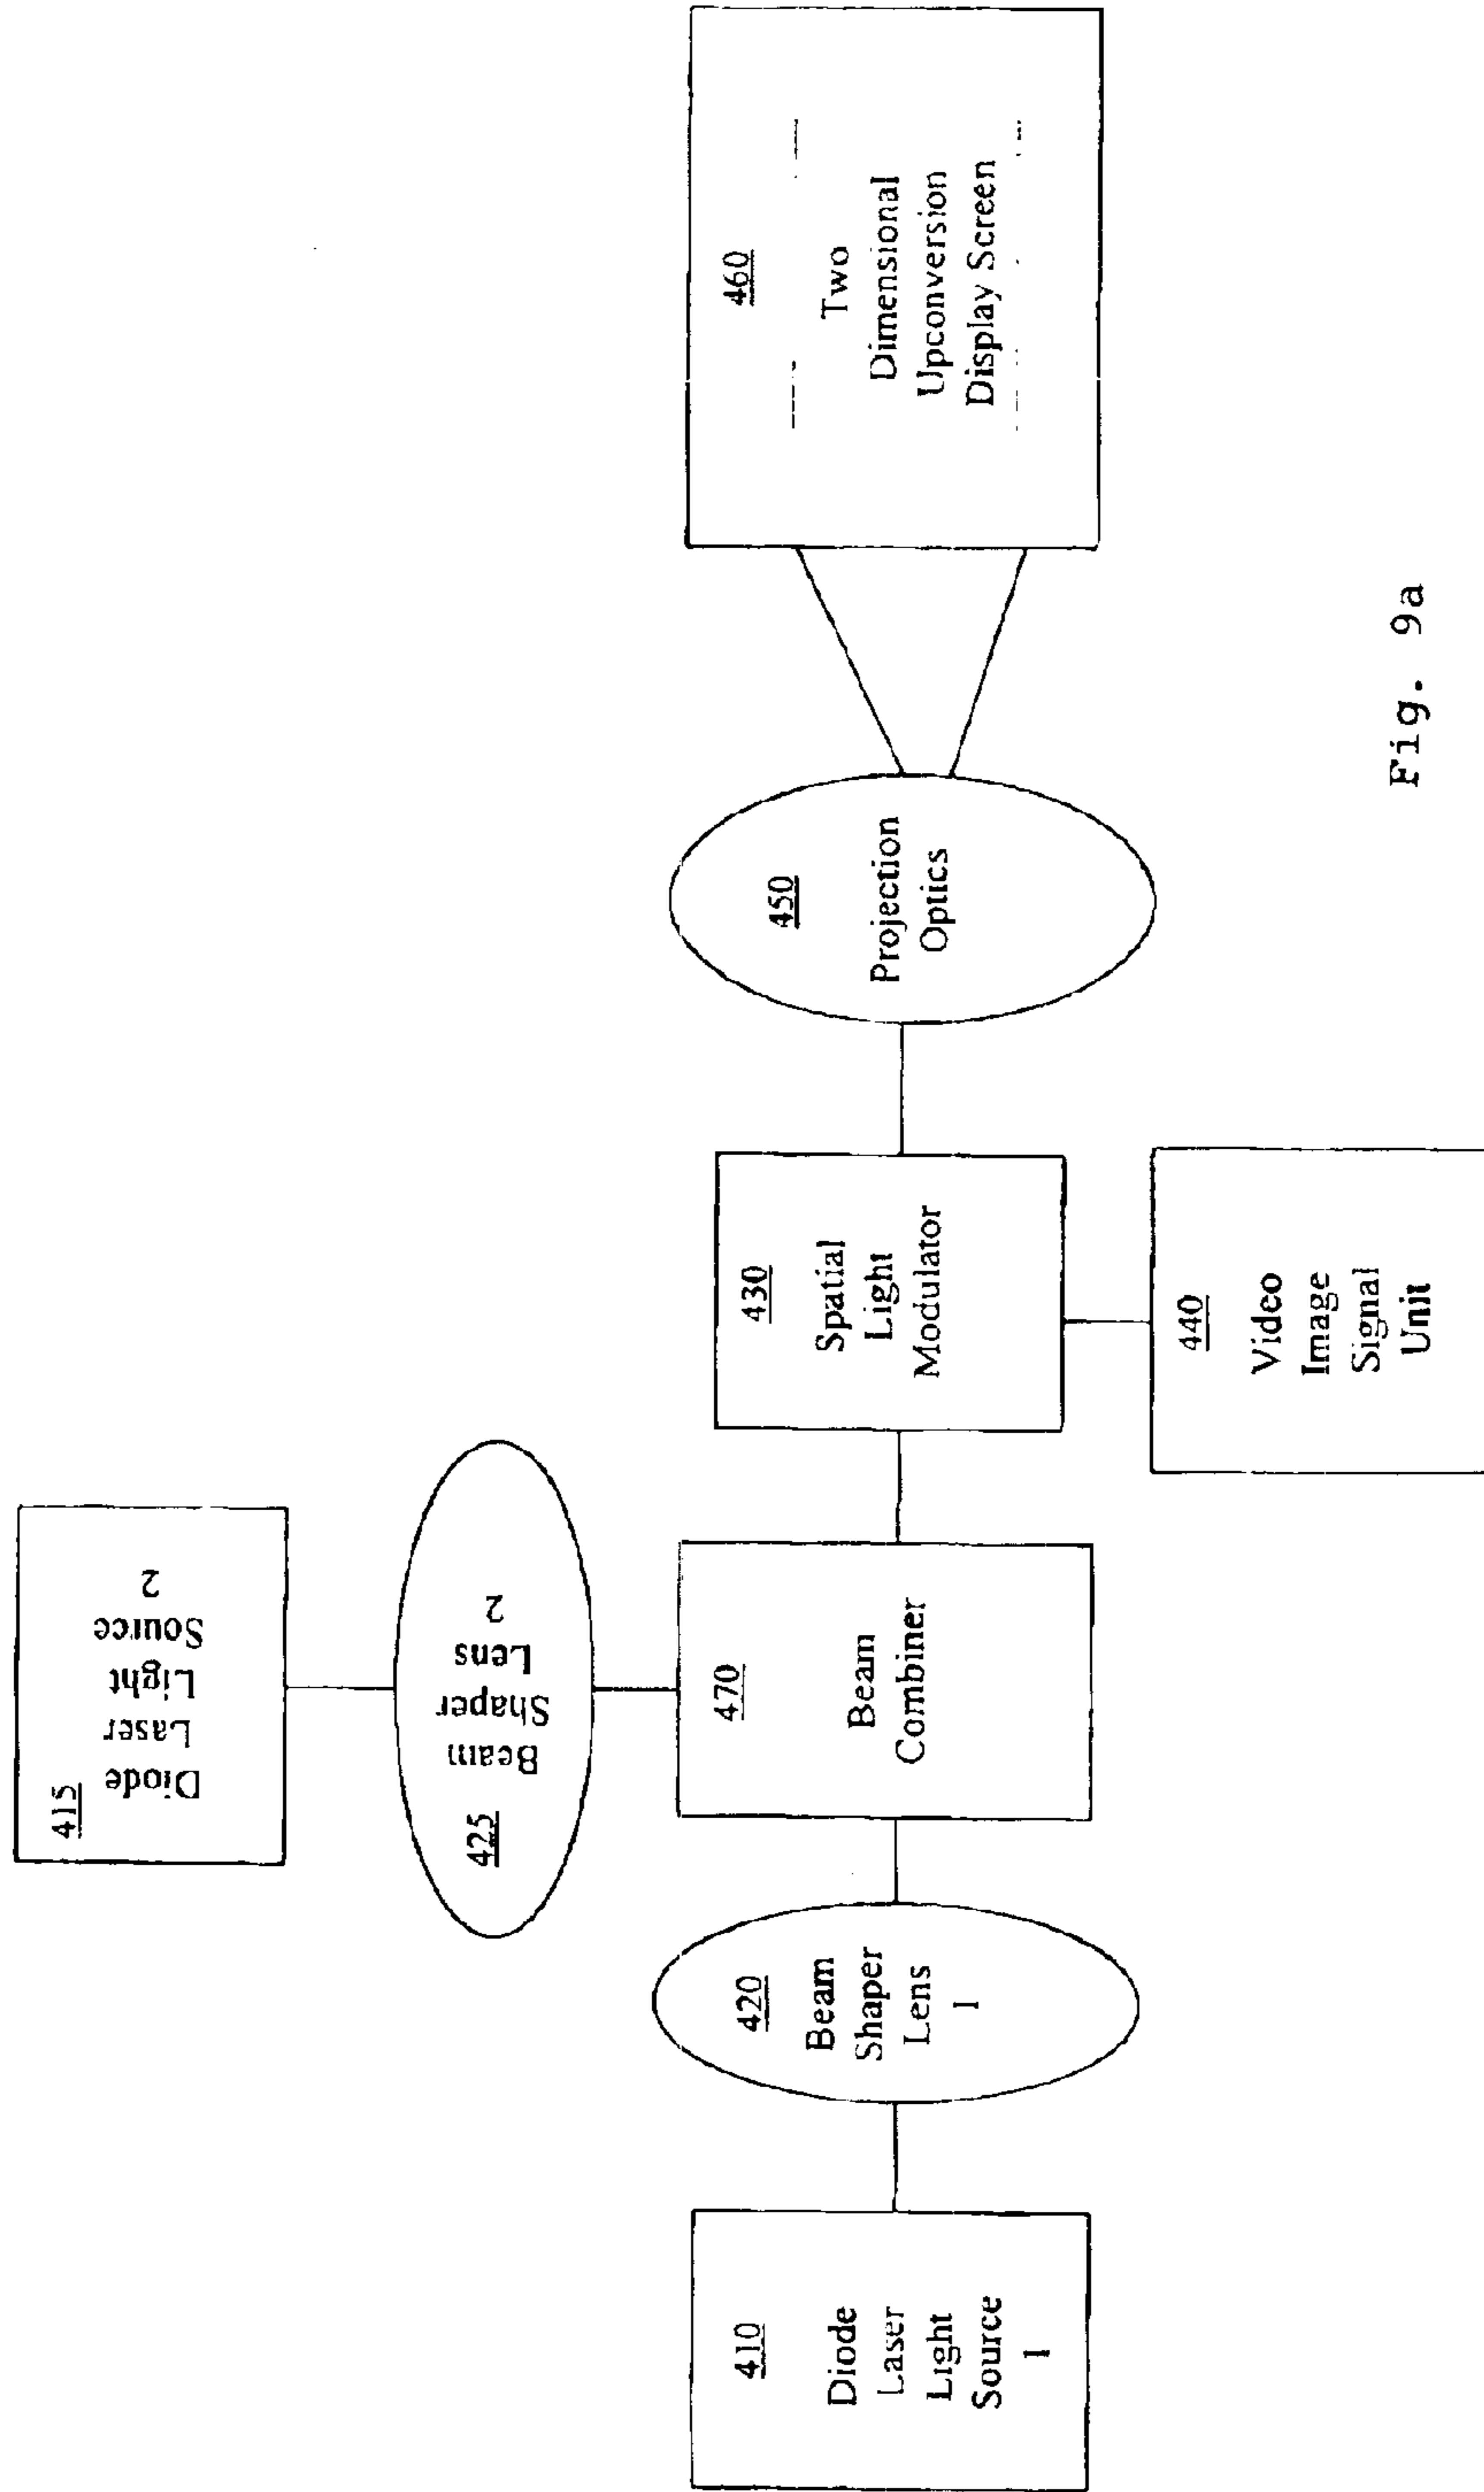 415
Diode
Laser
Light
Source
2
425
Beam
Shaper
Lens
2
410
Diode
Laser
Light
Source
1
420
Beam
Shaper
Lens
1
470
Beam
Combiner
430
Spatial
Light
Modulator
440
Video
Image
Signal
Unit
450
Projection
Optics
460
Two
Dimensional
Upconversion
Display Screen
Fig. 9a